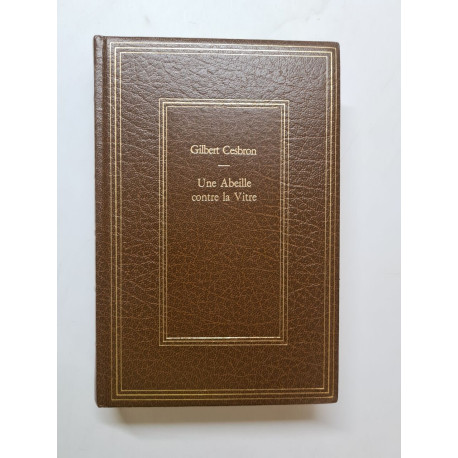 Gilbert Cesbron
Une Abeille
contre la Vitre